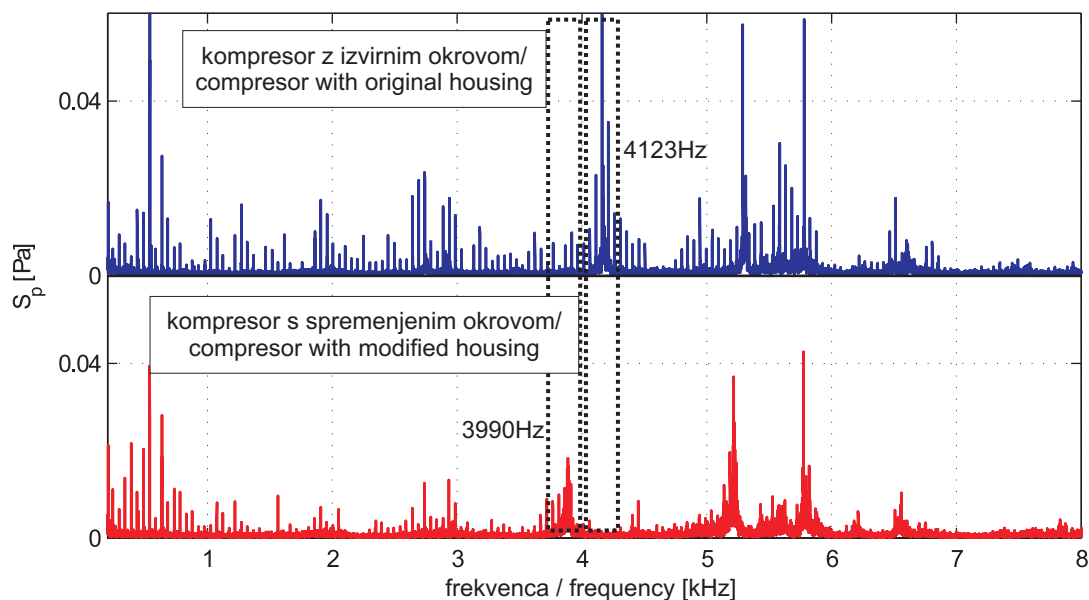 kompresor z izvirnim okrovom/
compresor with original housing
0.04
4123Hz
0
S_p [Pa]
kompresor s spremenjenim okrovom/
compresor with modified housing
0.04
3990Hz
0
1 2 3 4 5 6 7 8
frekvenca / frequency [kHz]